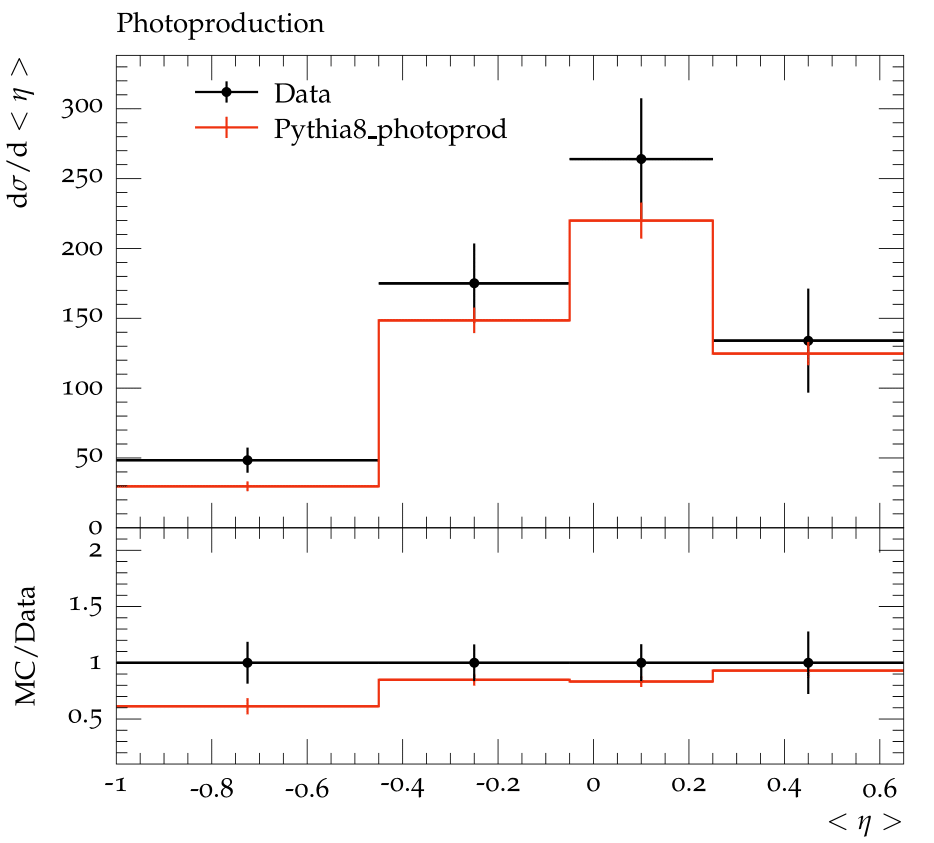 Photoproduction
dσ/d < η >
Data
Pythia8_photoprod
300
250
200
150
100
50
0
MC/Data
2
1.5
1
0.5
-1 -0.8 -0.6 -0.4 -0.2 0 0.2 0.4 0.6
< η >